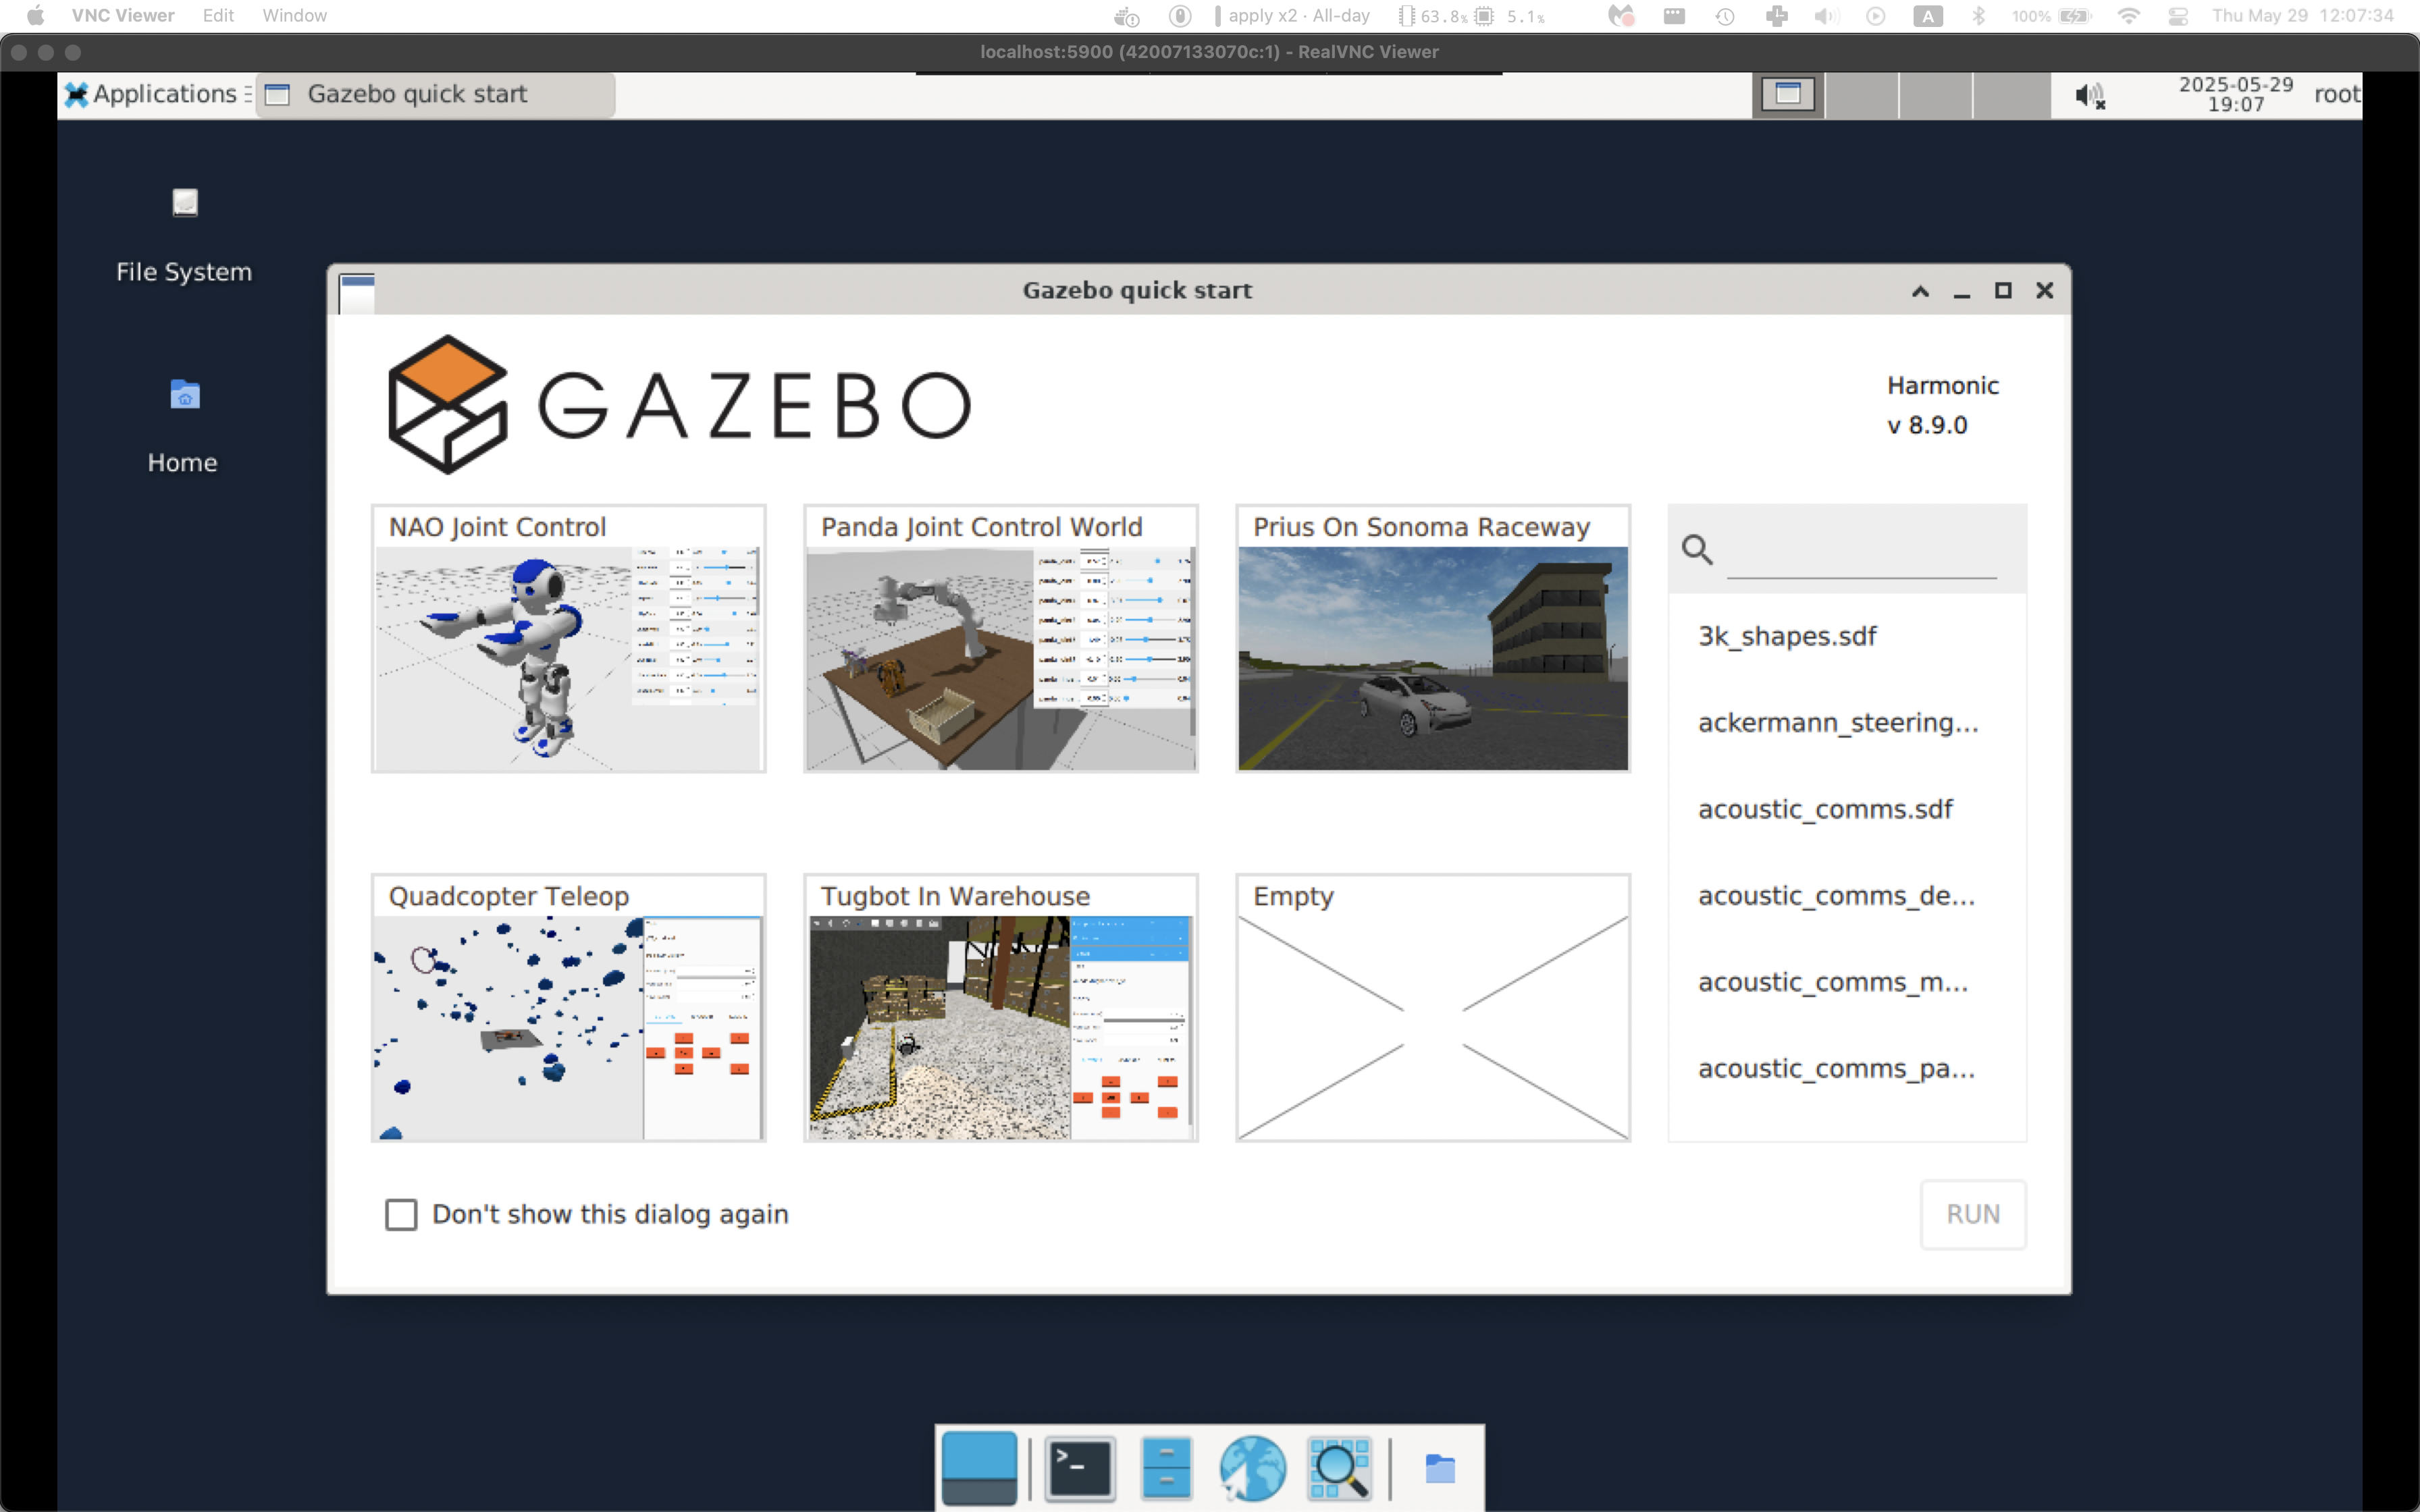 VNC Viewer Edit Window apply x2 · All-day 63.8% 5.1% A 100% Thu May 29 12:07:34
localhost:5900 (42007133070c:1) - RealVNC Viewer
Applications Gazebo quick start 2025-05-29 root
19:07
File System
Home
Gazebo quick start
GAZEBO
Harmonic
v 8.9.0
NAO Joint Control
Panda Joint Control World
Prius On Sonoma Raceway
Quadcopter Teleop
Tugbot In Warehouse
Empty
3k_shapes.sdf
ackermann_steering...
acoustic_comms.sdf
acoustic_comms_de...
acoustic_comms_m...
acoustic_comms_pa...
Don't show this dialog again
RUN